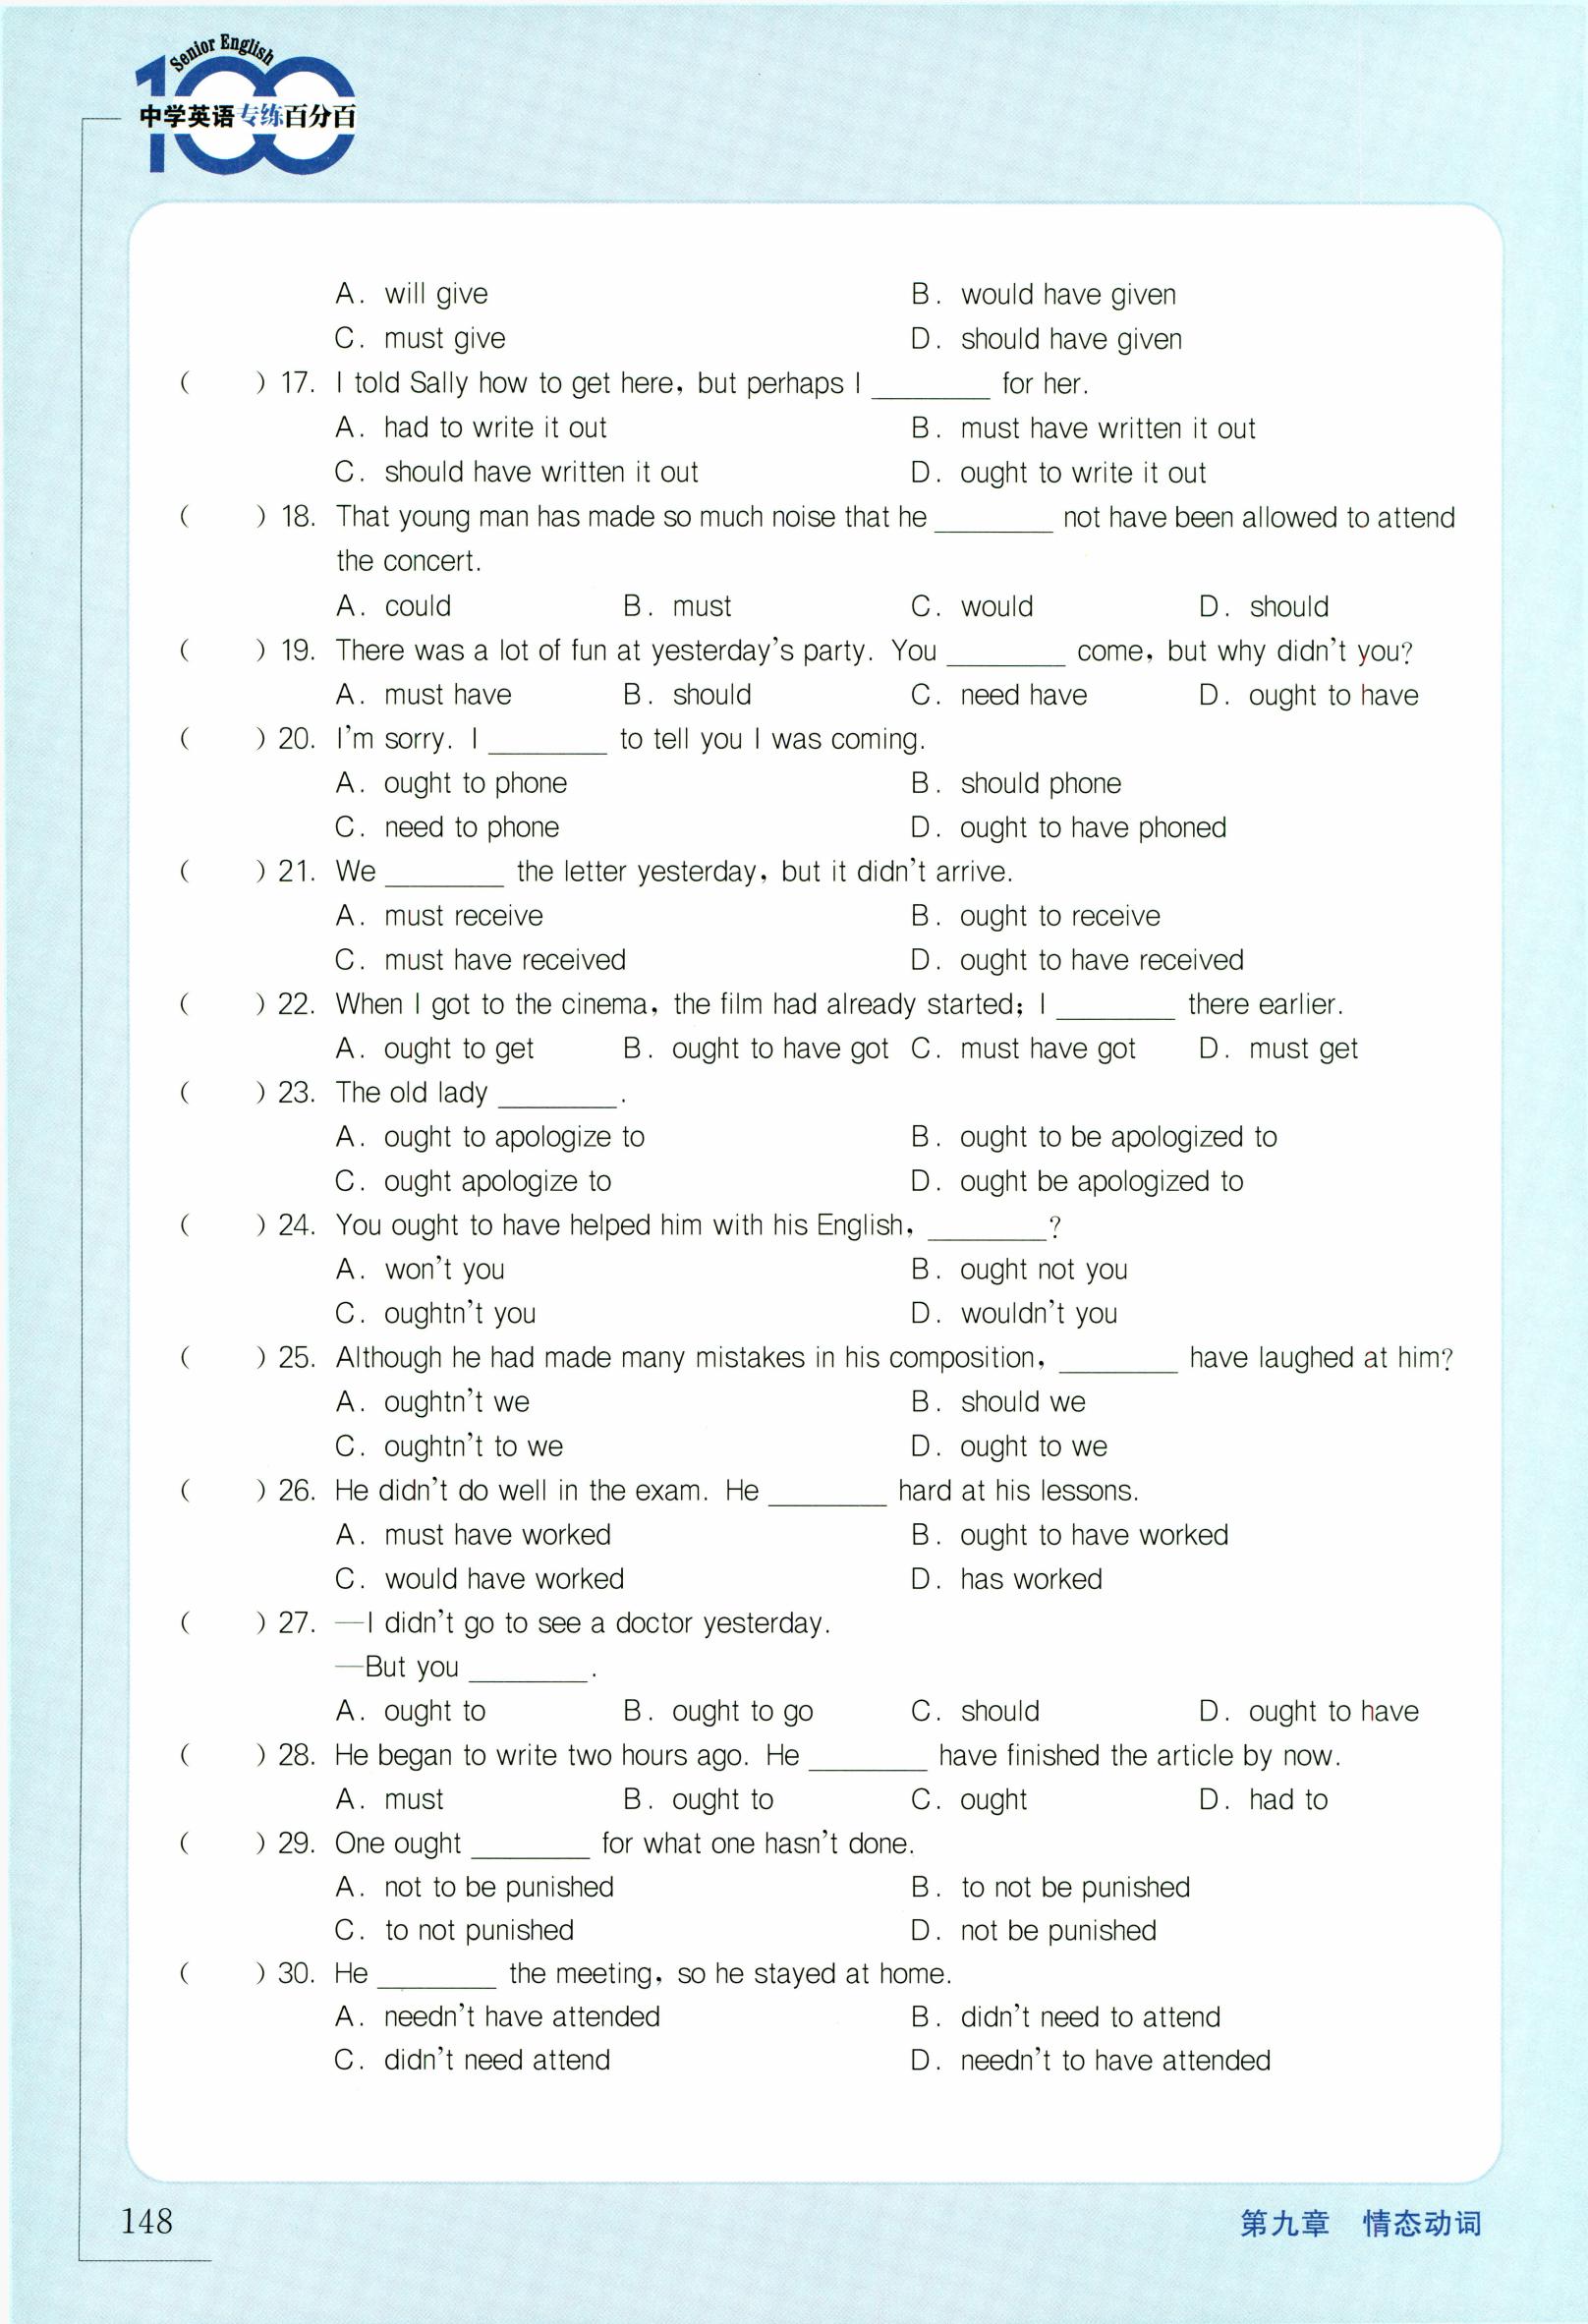 Senior English
100
中学英语专练百分百
A. will give B. would have given
C. must give D. should have given
( ) 17. I told Sally how to get here, but perhaps I ________ for her.
A. had to write it out B. must have written it out
C. should have written it out D. ought to write it out
( ) 18. That young man has made so much noise that he ________ not have been allowed to attend
the concert.
A. could B. must C. would D. should
( ) 19. There was a lot of fun at yesterday's party. You ________ come, but why didn't you?
A. must have B. should C. need have D. ought to have
( ) 20. I'm sorry. I ________ to tell you I was coming.
A. ought to phone B. should phone
C. need to phone D. ought to have phoned
( ) 21. We ________ the letter yesterday, but it didn't arrive.
A. must receive B. ought to receive
C. must have received D. ought to have received
( ) 22. When I got to the cinema, the film had already started; I ________ there earlier.
A. ought to get B. ought to have got C. must have got D. must get
( ) 23. The old lady ________.
A. ought to apologize to B. ought to be apologized to
C. ought apologize to D. ought be apologized to
( ) 24. You ought to have helped him with his English, ________?
A. won't you B. ought not you
C. oughtn't you D. wouldn't you
( ) 25. Although he had made many mistakes in his composition, ________ have laughed at him?
A. oughtn't we B. should we
C. oughtn't to we D. ought to we
( ) 26. He didn't do well in the exam. He ________ hard at his lessons.
A. must have worked B. ought to have worked
C. would have worked D. has worked
( ) 27. —I didn't go to see a doctor yesterday.
—But you ________.
A. ought to B. ought to go C. should D. ought to have
( ) 28. He began to write two hours ago. He ________ have finished the article by now.
A. must B. ought to C. ought D. had to
( ) 29. One ought ________ for what one hasn't done.
A. not to be punished B. to not be punished
C. to not punished D. not be punished
( ) 30. He ________ the meeting, so he stayed at home.
A. needn't have attended B. didn't need to attend
C. didn't need attend D. needn't to have attended
148 第九章 情态动词